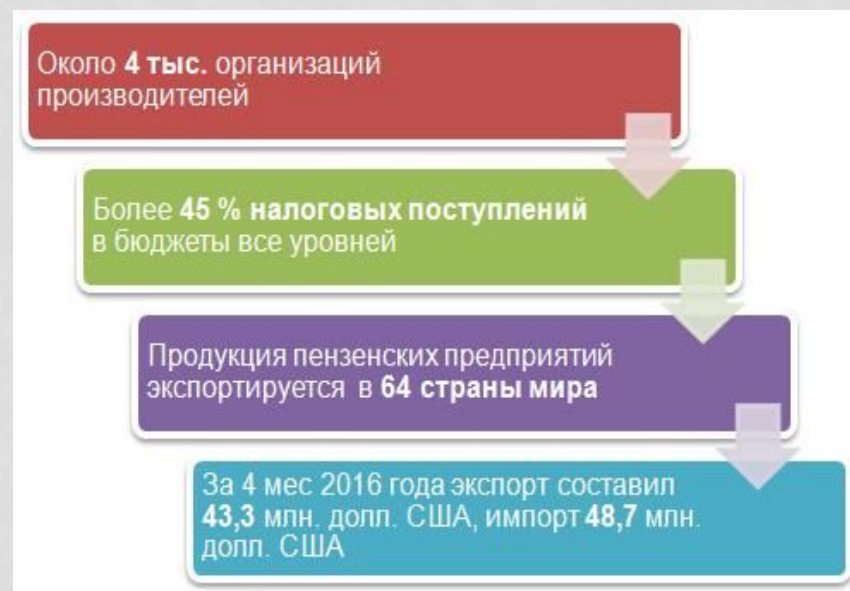 Около 4 тыс. организаций
производителей
Более 45 % налоговых поступлений
в бюджеты все уровней
Продукция пензенских предприятий
экспортируется в 64 страны мира
За 4 мес 2016 года экспорт составил
43,3 млн. долл. США, импорт 48,7 млн.
долл. США